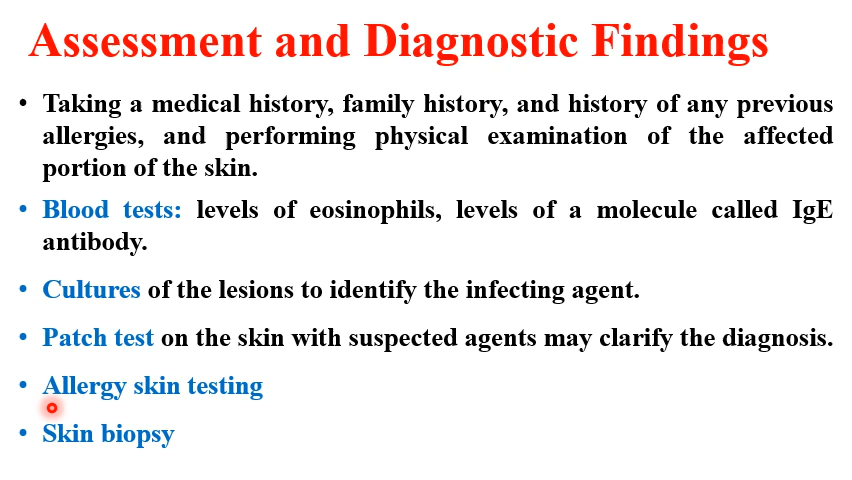 Assessment and Diagnostic Findings
• Taking a medical history, family history, and history of any previous
allergies, and performing physical examination of the affected
portion of the skin.
• Blood tests: levels of eosinophils, levels of a molecule called IgE
antibody.
• Cultures of the lesions to identify the infecting agent.
• Patch test on the skin with suspected agents may clarify the diagnosis.
• Allergy skin testing
• Skin biopsy